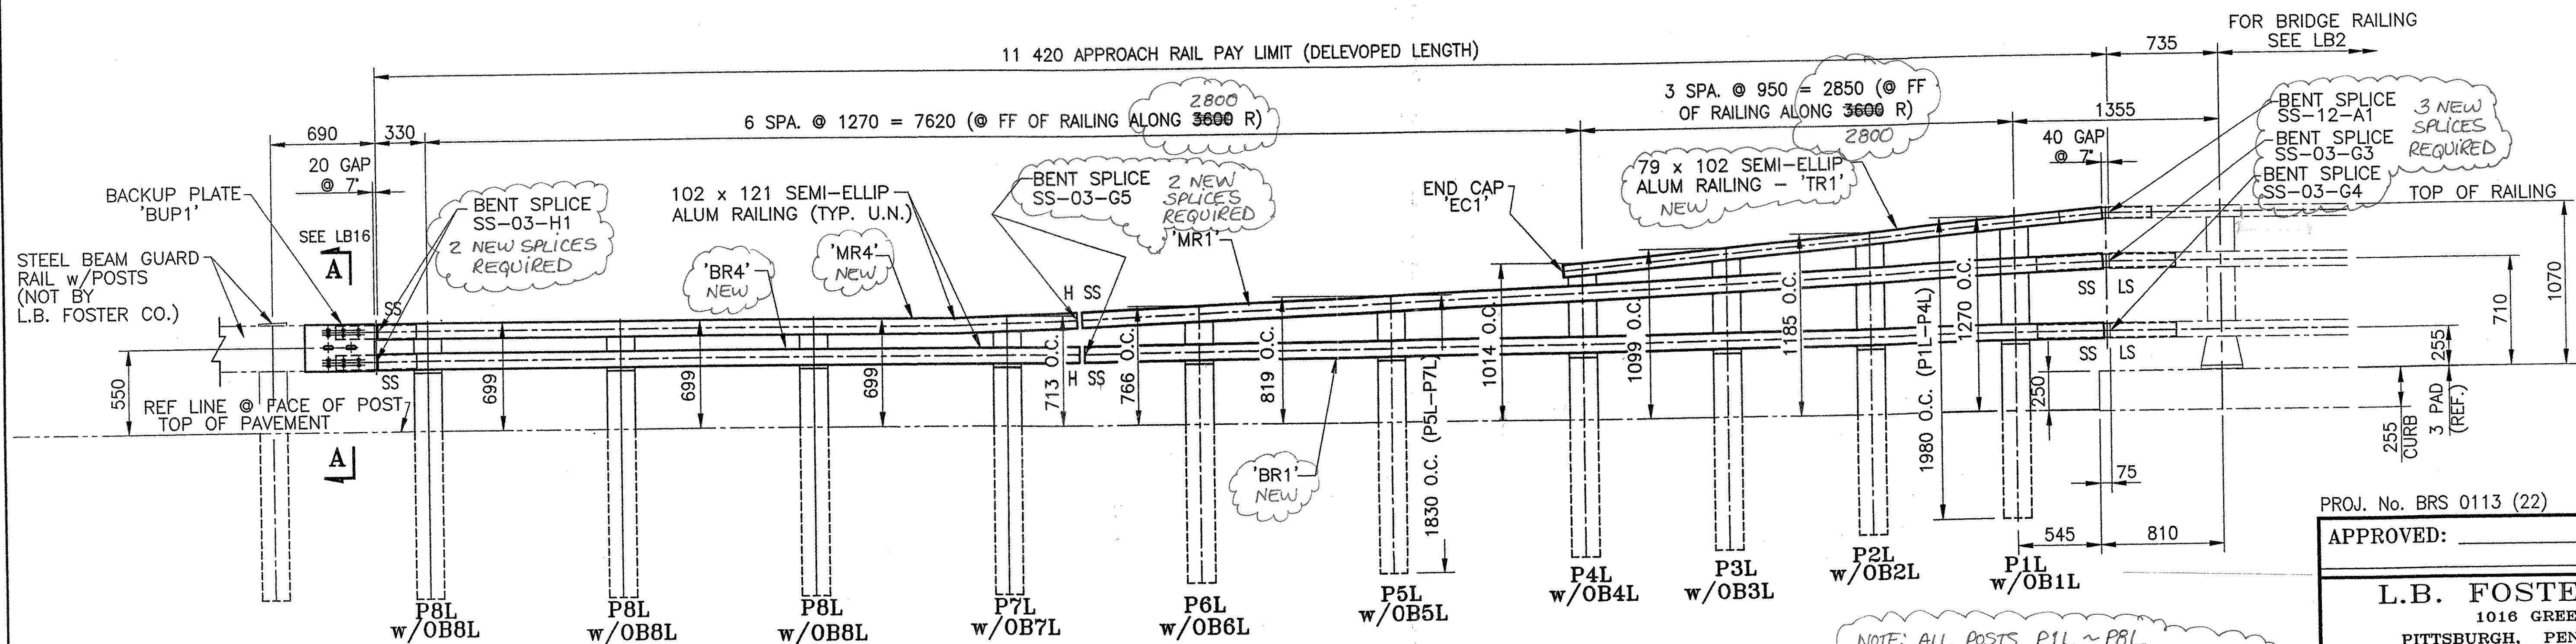 FOR BRIDGE RAILING
SEE LB2
11 420 APPROACH RAIL PAY LIMIT (DELEVOPED LENGTH)
735
2800
6 SPA. @ 1270 = 7620 (@ FF OF RAILING ALONG 3600 R)
3 SPA. @ 950 = 2850 (@ FF
OF RAILING ALONG 3600 R)
2800
1355
690
330
20 GAP
@ 7°
40 GAP
@ 7°
BENT SPLICE
SS-12-A1
BENT SPLICE
SS-03-G3
BENT SPLICE
SS-03-G4
3 NEW
SPLICES
REQUIRED
TOP OF RAILING
BACKUP PLATE
'BUP1'
SEE LB16
A
BENT SPLICE
SS-03-H1
2 NEW SPLICES
REQUIRED
102 x 121 SEMI-ELLIP
ALUM RAILING (TYP. U.N.)
'BR4'
NEW
'MR4'
NEW
BENT SPLICE
SS-03-G5
2 NEW
SPLICES
REQUIRED
'MR1'
END CAP
'EC1'
79 x 102 SEMI-ELLIP
ALUM RAILING - 'TR1'
NEW
STEEL BEAM GUARD
RAIL w/POSTS
(NOT BY
L.B. FOSTER CO.)
SS
SS
H SS
H SS
SS LS
SS LS
550
REF LINE @ FACE OF POST
TOP OF PAVEMENT
A
699
699
699
713 O.C.
766 O.C.
819 O.C.
1830 O.C. (P5L-P7L)
1014 O.C.
1099 O.C.
1185 O.C.
1980 O.C. (P1L-P4L)
1270 O.C.
250
255
710
1070
255
CURB
3 PAD
(REF.)
75
'BR1'
NEW
545
810
P8L
w/OB8L
P8L
w/OB8L
P8L
w/OB8L
P7L
w/OB7L
P6L
w/OB6L
P5L
w/OB5L
P4L
w/OB4L
P3L
w/OB3L
P2L
w/OB2L
P1L
w/OB1L
PROJ. No. BRS 0113 (22)
APPROVED:
L.B. FOSTE
1016 GREE
PITTSBURGH, PEN
NOTE: ALL POSTS P1L ~ P8L